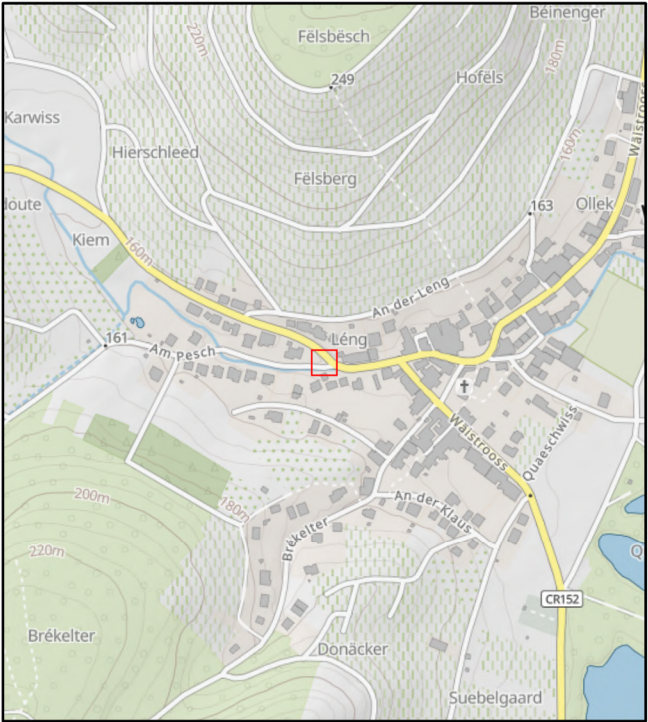 Béinenger
Fëlsbësch
220m
180m
249
Hofëls
Karwiss
Wäistrooss
Hierschleed
160m
Fëlsberg
163
Ollek
Kiem
160m
An der Leng
Léng
161
Am Pesch
Wäistrooss
Quaeschwiss
200m
180m
An der Klaus
Brékelter
220m
CR152
Brékelter
Donäcker
Suebelgaard